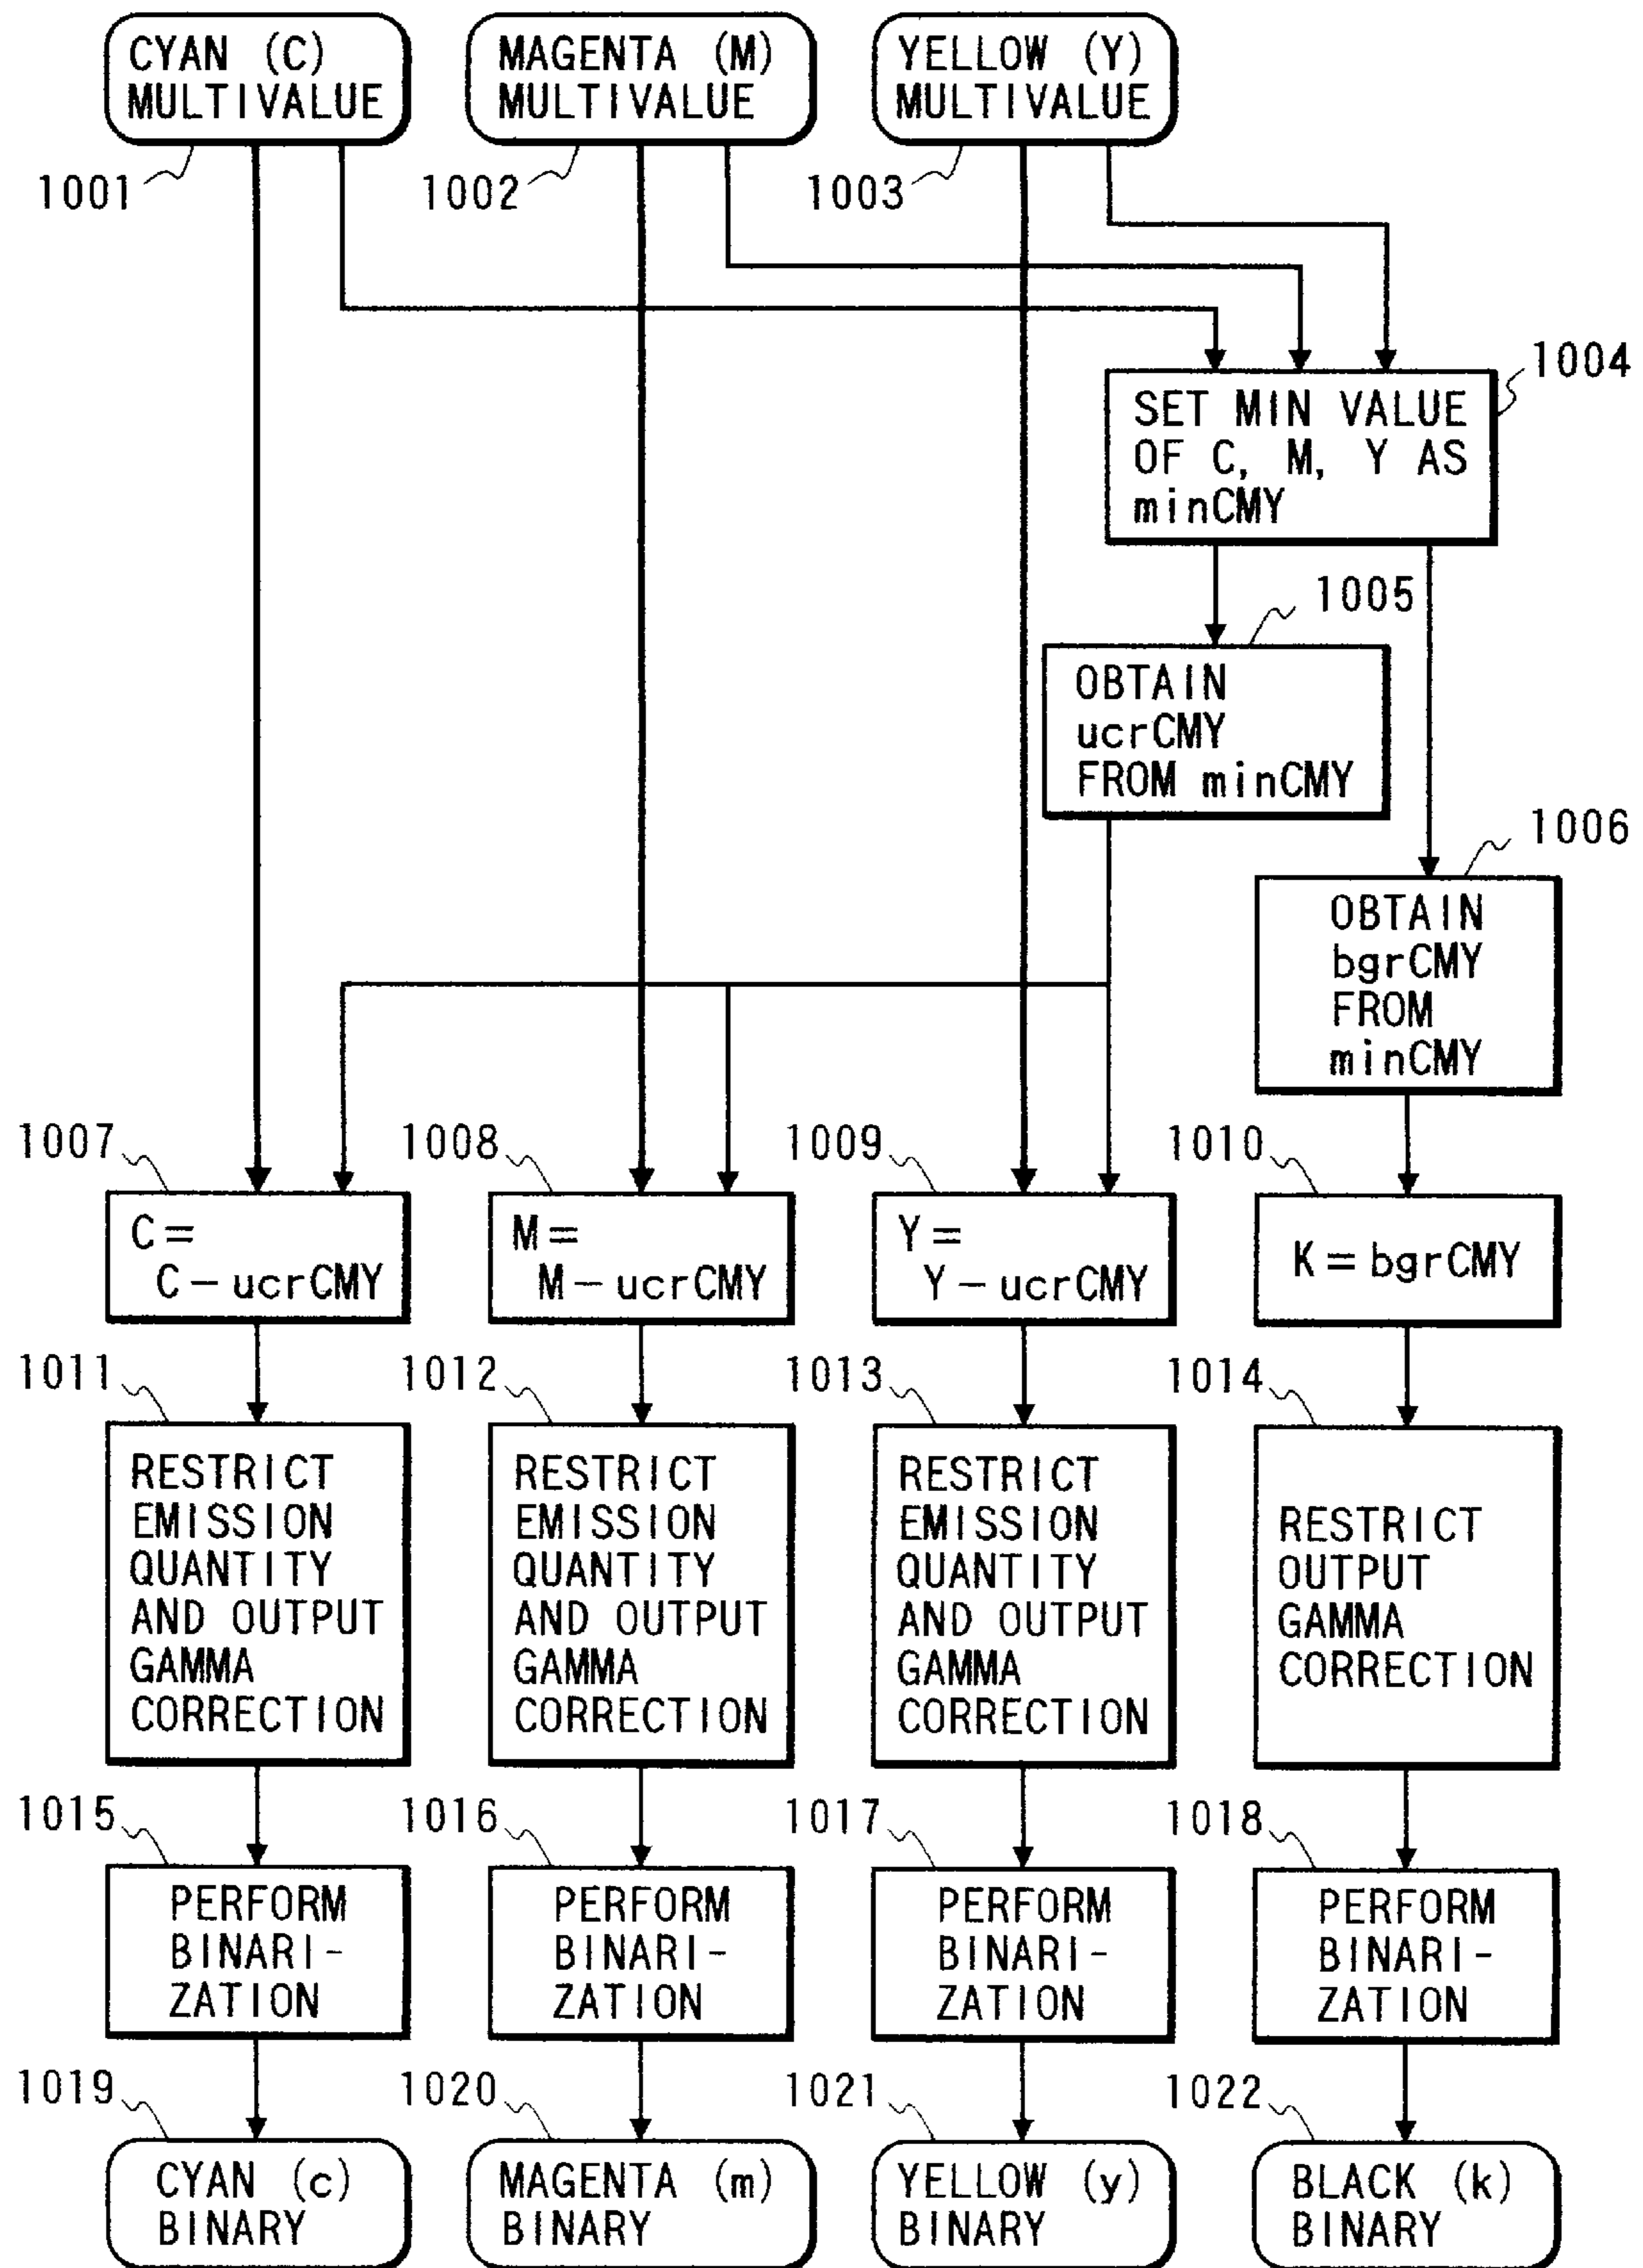 CYAN (C)
MULTIVALUE
MAGENTA (M)
MULTIVALUE
YELLOW (Y)
MULTIVALUE
1001
1002
1003
1004
SET MIN VALUE
OF C, M, Y AS
minCMY
1005
OBTAIN
ucrCMY
FROM minCMY
1006
OBTAIN
bgrCMY
FROM
minCMY
1007
1008
1009
1010
C=
C-ucrCMY
M=
M-ucrCMY
Y=
Y-ucrCMY
K=bgrCMY
1011
1012
1013
1014
RESTRICT
EMISSION
QUANTITY
AND OUTPUT
GAMMA
CORRECTION
RESTRICT
EMISSION
QUANTITY
AND OUTPUT
GAMMA
CORRECTION
RESTRICT
EMISSION
QUANTITY
AND OUTPUT
GAMMA
CORRECTION
RESTRICT
OUTPUT
GAMMA
CORRECTION
1015
1016
1017
1018
PERFORM
BINARI-
ZATION
PERFORM
BINARI-
ZATION
PERFORM
BINARI-
ZATION
PERFORM
BINARI-
ZATION
1019
1020
1021
1022
CYAN (c)
BINARY
MAGENTA (m)
BINARY
YELLOW (y)
BINARY
BLACK (k)
BINARY